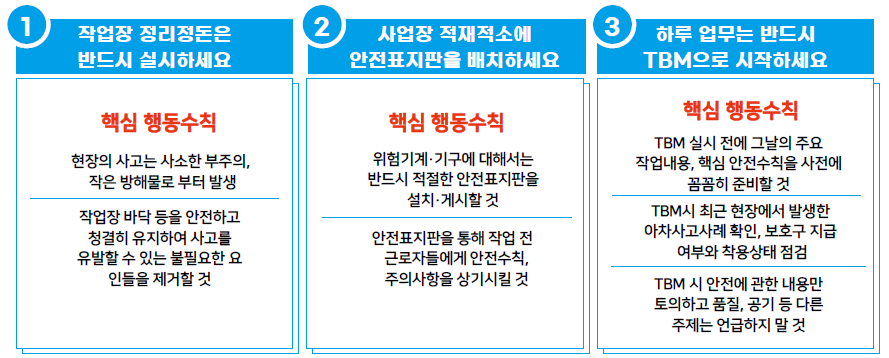 1
작업장 정리정돈은
반드시 실시하세요
핵심 행동수칙
현장의 사고는 사소한 부주의,
작은 방해물로 부터 발생
작업장 바닥 등을 안전하고
청결히 유지하여 사고를
유발할 수 있는 불필요한 요
인들을 제거할 것
2
사업장 적재적소에
안전표지판을 배치하세요
핵심 행동수칙
위험기계·기구에 대해서는
반드시 적절한 안전표지판을
설치·게시할 것
안전표지판을 통해 작업 전
근로자들에게 안전수칙,
주의사항을 상기시킬 것
3
하루 업무는 반드시
TBM으로 시작하세요
핵심 행동수칙
TBM 실시 전에 그날의 주요
작업내용, 핵심 안전수칙을 사전에
꼼꼼히 준비할 것
TBM시 최근 현장에서 발생한
아차사고사례 확인, 보호구 지급
여부와 착용상태 점검
TBM 시 안전에 관한 내용만
토의하고 품질, 공기 등 다른
주제는 언급하지 말 것